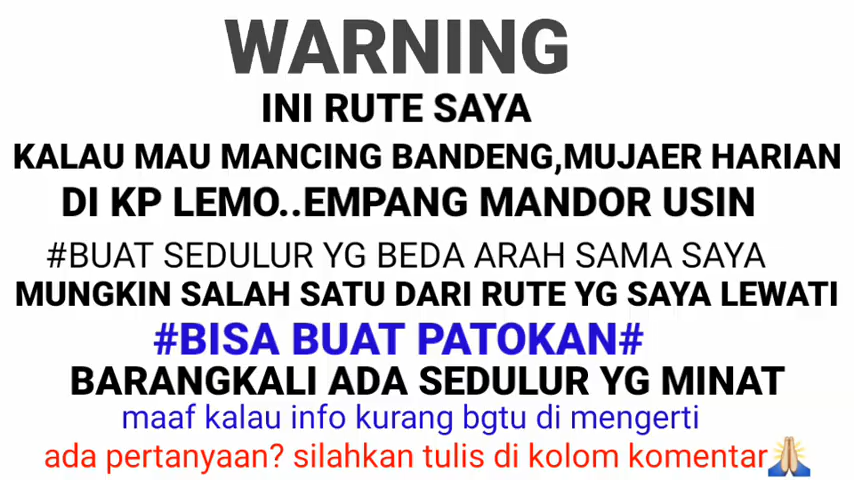 WARNING
INI RUTE SAYA
KALAU MAU MANCING BANDENG,MUJAER HARIAN
DI KP LEMO..EMPANG MANDOR USIN
#BUAT SEDULUR YG BEDA ARAH SAMA SAYA
MUNGKIN SALAH SATU DARI RUTE YG SAYA LEWATI
#BISA BUAT PATOKAN#
BARANGKALI ADA SEDULUR YG MINAT
maaf kalau info kurang bgtu di mengerti
ada pertanyaan? silahkan tulis di kolom komentar🙏